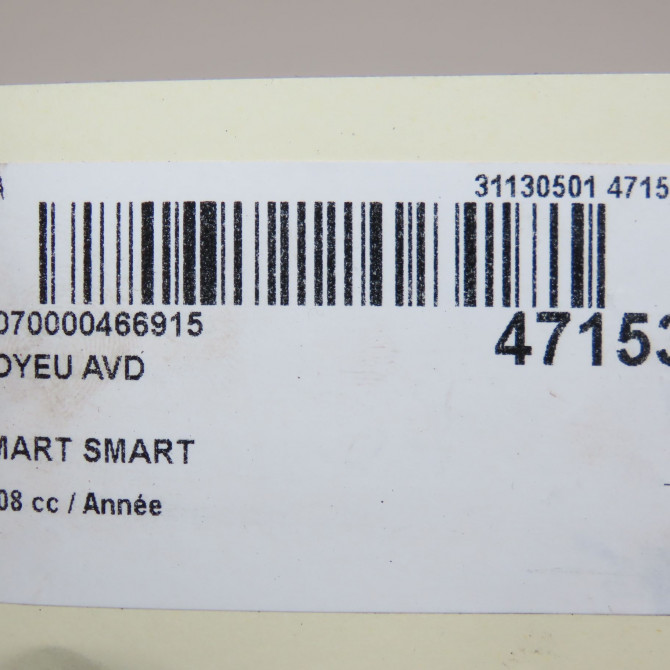 31130501 4715
070000466915
47153
OYEU AVD
MART SMART
08 cc / Année